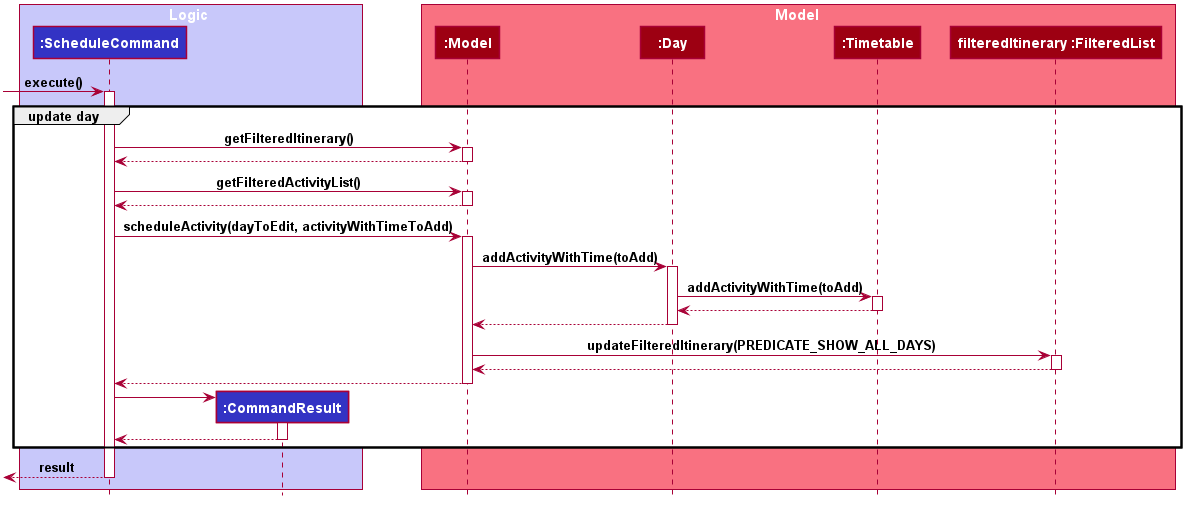 Logic
Model
:ScheduleCommand
:Model
:Day
:Timetable
filteredItinerary :FilteredList
execute()
update day
getFilteredItinerary()
getFilteredActivityList()
scheduleActivity(dayToEdit, activityWithTimeToAdd)
addActivityWithTime(toAdd)
addActivityWithTime(toAdd)
updateFilteredItinerary(PREDICATE_SHOW_ALL_DAYS)
:CommandResult
result